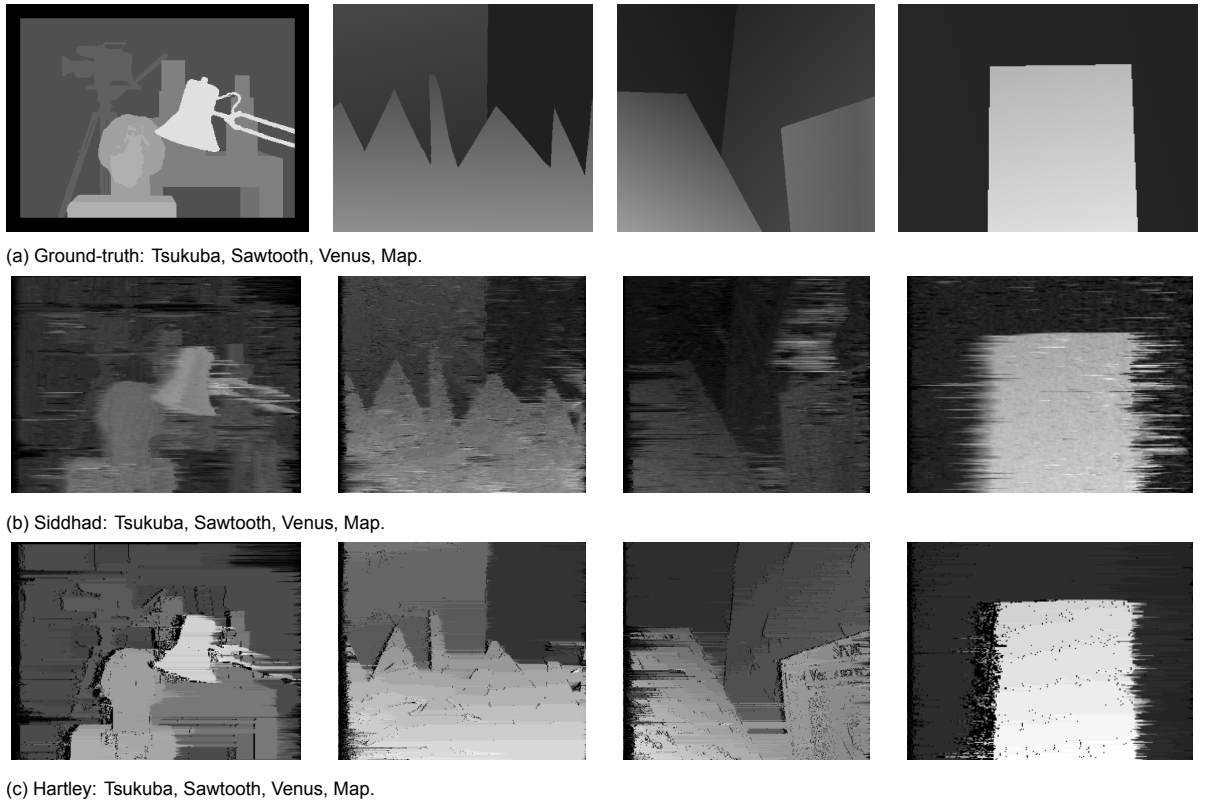 (a) Ground-truth: Tsukuba, Sawtooth, Venus, Map.
(b) Siddhad: Tsukuba, Sawtooth, Venus, Map.
(c) Hartley: Tsukuba, Sawtooth, Venus, Map.